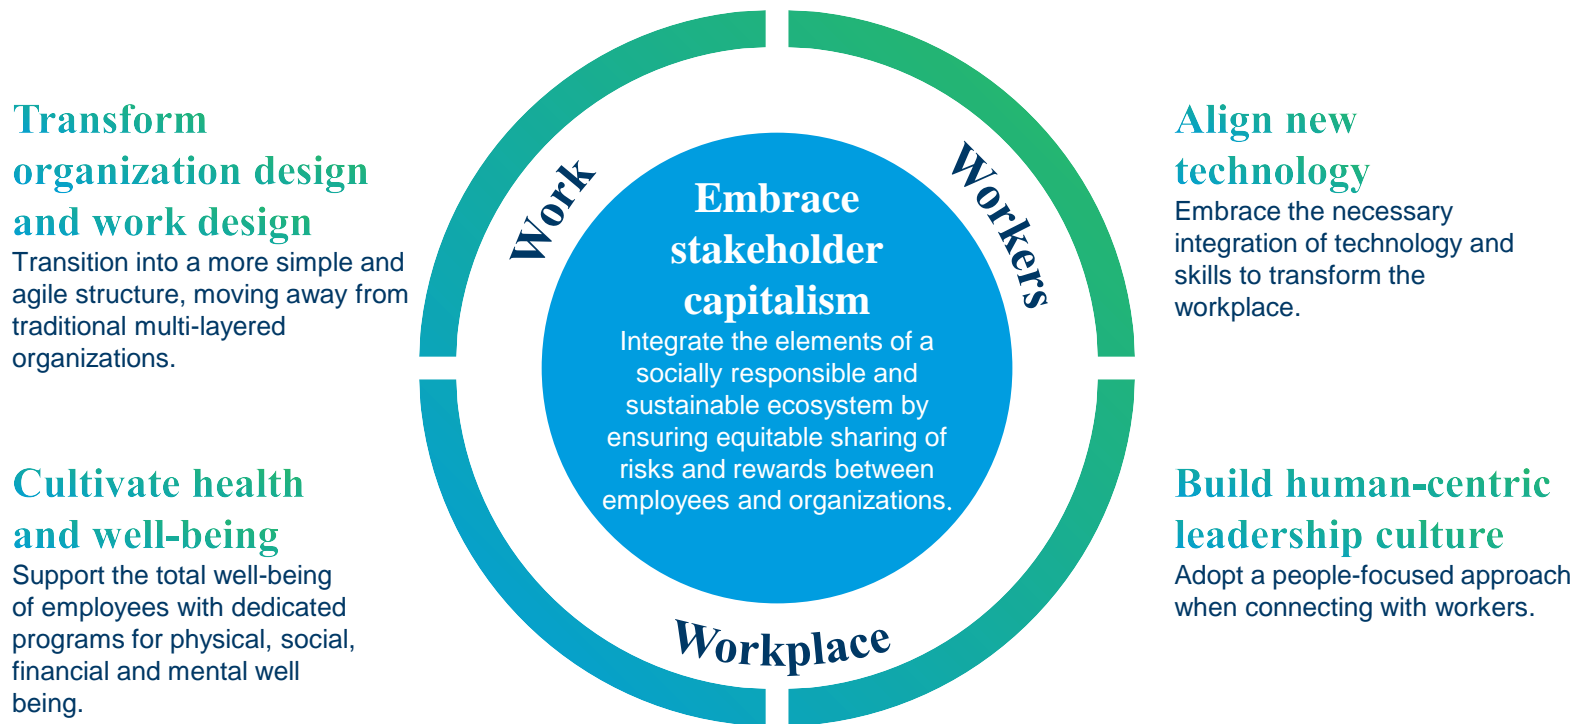 Transform
organization design
and work design
Transition into a more simple and
agile structure, moving away from
traditional multi-layered
organizations.
Cultivate health
and well-being
Support the total well-being
of employees with dedicated
programs for physical, social,
financial and mental well
being.
Work
Workers
Workplace
Embrace
stakeholder
capitalism
Integrate the elements of a
socially responsible and
sustainable ecosystem by
ensuring equitable sharing of
risks and rewards between
employees and organizations.
Align new
technology
Embrace the necessary
integration of technology and
skills to transform the
workplace.
Build human-centric
leadership culture
Adopt a people-focused approach
when connecting with workers.